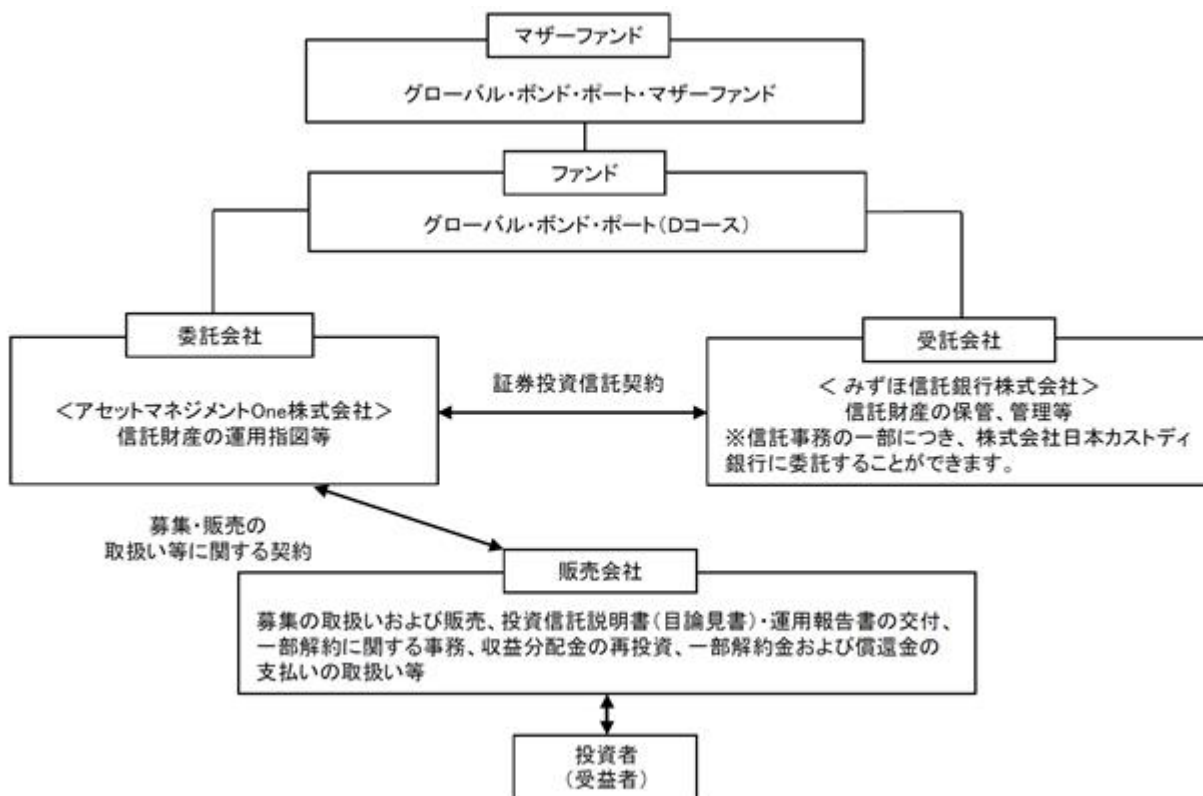 マザーファンド
グローバル・ボンド・ポート・マザーファンド
ファンド
グローバル・ボンド・ポート(Dコース)
委託会社
<アセットマネジメントOne株式会社>
信託財産の運用指図等
証券投資信託契約
受託会社
< みずほ信託銀行株式会社>
信託財産の保管、管理等
※信託事務の一部につき、株式会社日本カストディ
銀行に委託することができます。
募集・販売の
取扱い等に関する契約
販売会社
募集の取扱いおよび販売、投資信託説明書(目論見書)・運用報告書の交付、
一部解約に関する事務、収益分配金の再投資、一部解約金および償還金の
支払いの取扱い等
投資者
(受益者)